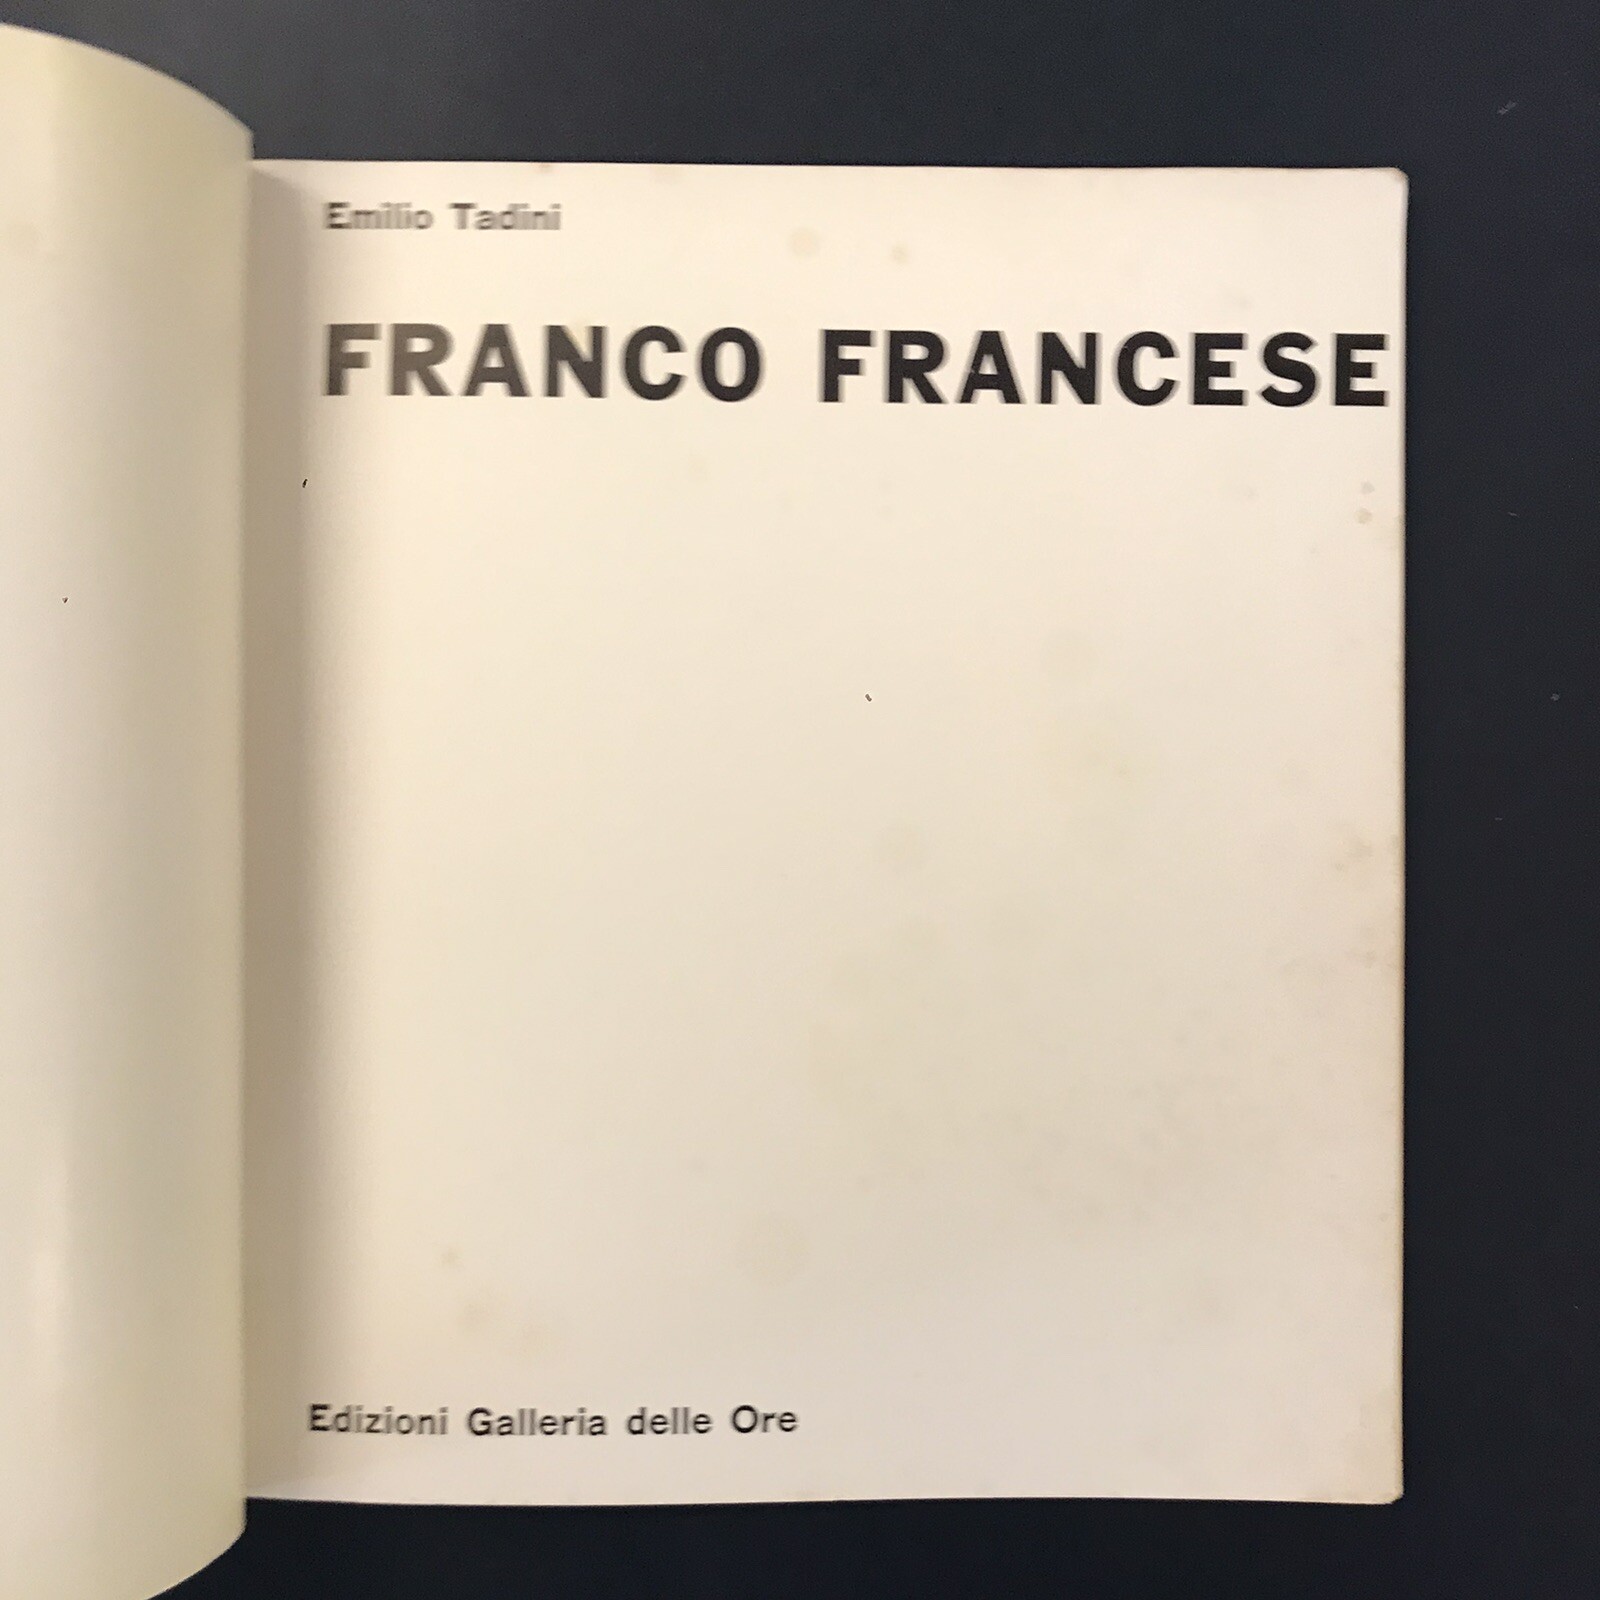 Emilio Tadini
FRANCO FRANCESE
Edizioni Galleria delle Ore